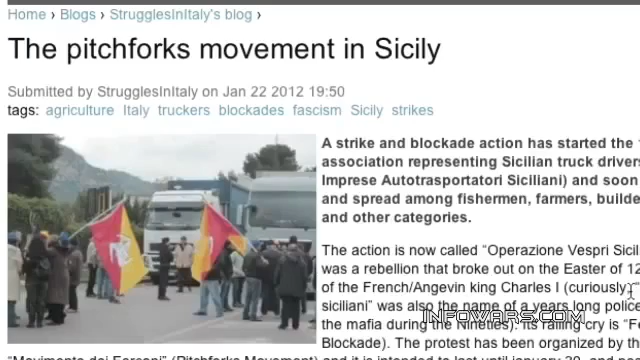 Home › Blogs › StrugglesInItaly's blog ›
The pitchforks movement in Sicily
Submitted by StrugglesInItaly on Jan 22 2012 19:50
tags: agriculture Italy truckers blockades fascism Sicily strikes
A strike and blockade action has started the
association representing Sicilian truck drivers
Imprese Autotrasportatori Siciliani) and soon
and spread among fishermen, farmers, builde
and other categories.
The action is now called "Operazione Vespri Sicil
was a rebellion that broke out on the Easter of 12
of the French/Angevin king Charles I (curiously, "
siciliani" was also the name of a years long police
the mafia during the Nineties). Its rallying cry is "Fe
INFOWARS.COM
Blockade). The protest has been organized by the
"Movimento dei Forconi" (Pitchforks Movement) and it is intended to last until january 20, and